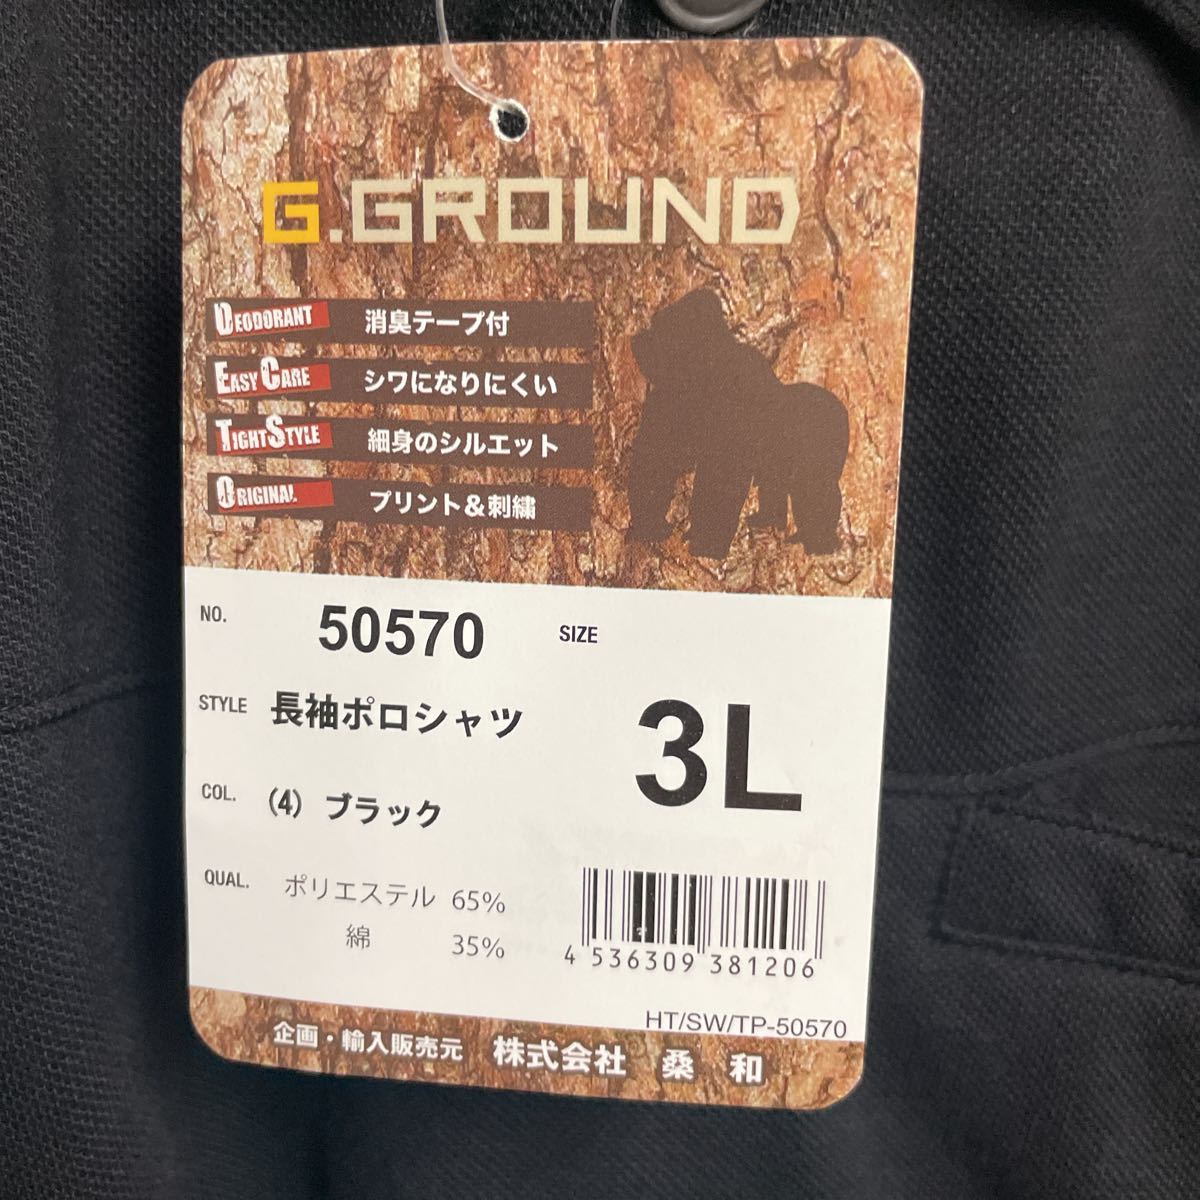 G.GROUND
DEODORANT 消臭テープ付
EASY CARE シワになりにくい
TIGHT STYLE 細身のシルエット
ORIGINAL プリント&刺繍
NO. 50570
SIZE 3L
STYLE 長袖ポロシャツ
COL. (4) ブラック
QUAL. ポリエステル 65%
綿 35%
4 536309 381206
HT/SW/TP-50570
企画・輸入販売元 株式会社 桑 和